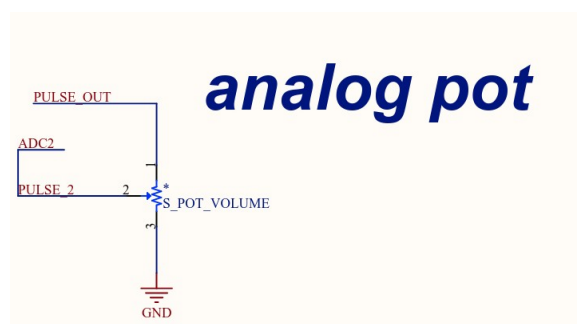 analog pot
PULSE_OUT
ADC2
1
PULSE_2 2 *
S_POT_VOLUME
3
GND